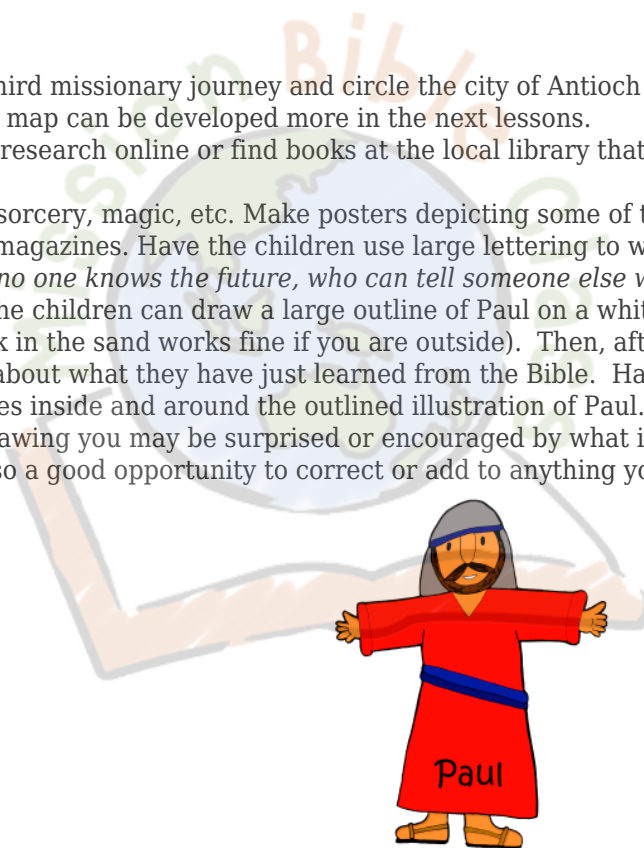 Mission Bible Class
hird missionary journey and circle the city of Antioch
map can be developed more in the next lessons.
research online or find books at the local library that
sorcery, magic, etc. Make posters depicting some of t
magazines. Have the children use large lettering to w
no one knows the future, who can tell someone else w
he children can draw a large outline of Paul on a whit
k in the sand works fine if you are outside).  Then, aft
about what they have just learned from the Bible.  Ha
es inside and around the outlined illustration of Paul.
awing you may be surprised or encouraged by what i
so a good opportunity to correct or add to anything yo
Paul